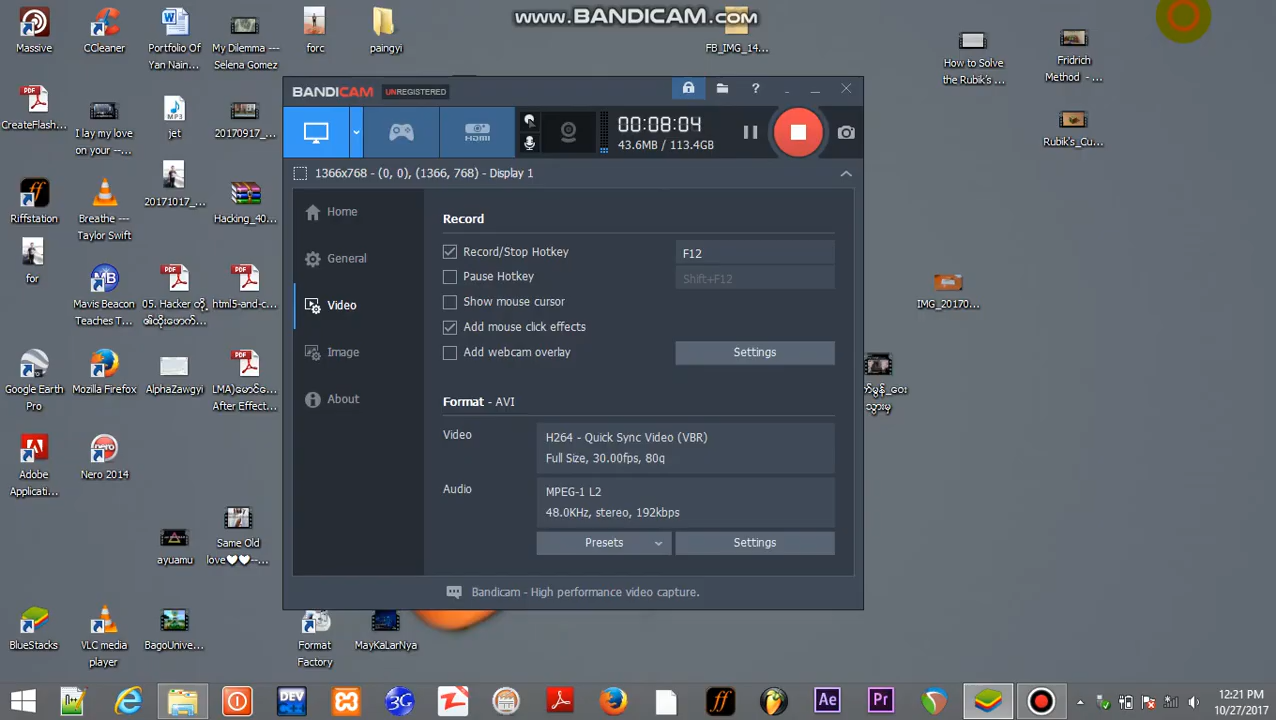 www.BANDICAM.com
Massive
CCleaner
Portfolio Of
Yan Nain...
My Dilemma ---
Selena Gomez
forc
paingyi
FB_IMG_14...
How to Solve
the Rubik's ...
Fridrich
Method - ...
CreateFlash...
I lay my love
on your --...
jet
20170917_...
Rubik's_Cu...
BANDICAM UNREGISTERED
?
HDMI
00:08:04
43.6MB / 113.4GB
1366x768 - (0, 0), (1366, 768) - Display 1
Home
General
Video
Image
About
Record
Record/Stop Hotkey
F12
Pause Hotkey
Shift+F12
Show mouse cursor
Add mouse click effects
Add webcam overlay
Settings
Format - AVI
Video
H264 - Quick Sync Video (VBR)
Full Size, 30.00fps, 80q
Audio
MPEG-1 L2
48.0KHz, stereo, 192kbps
Presets
Settings
Bandicam - High performance video capture.
Riffstation
Breathe ---
Taylor Swift
20171017_...
Hacking_40...
for
Mavis Beacon
Teaches T...
05. Hacker
html5-and-c...
IMG_20170...
Google Earth
Pro
Mozilla Firefox
AlphaZawgyi
After Effect...
Adobe
Applicati...
Nero 2014
ayuamu
Same Old
love🖤🖤--...
BlueStacks
VLC media
player
BagoUnive...
Format
Factory
MayKaLarNya
DEV
3G
Ae
Pr
12:21 PM
10/27/2017